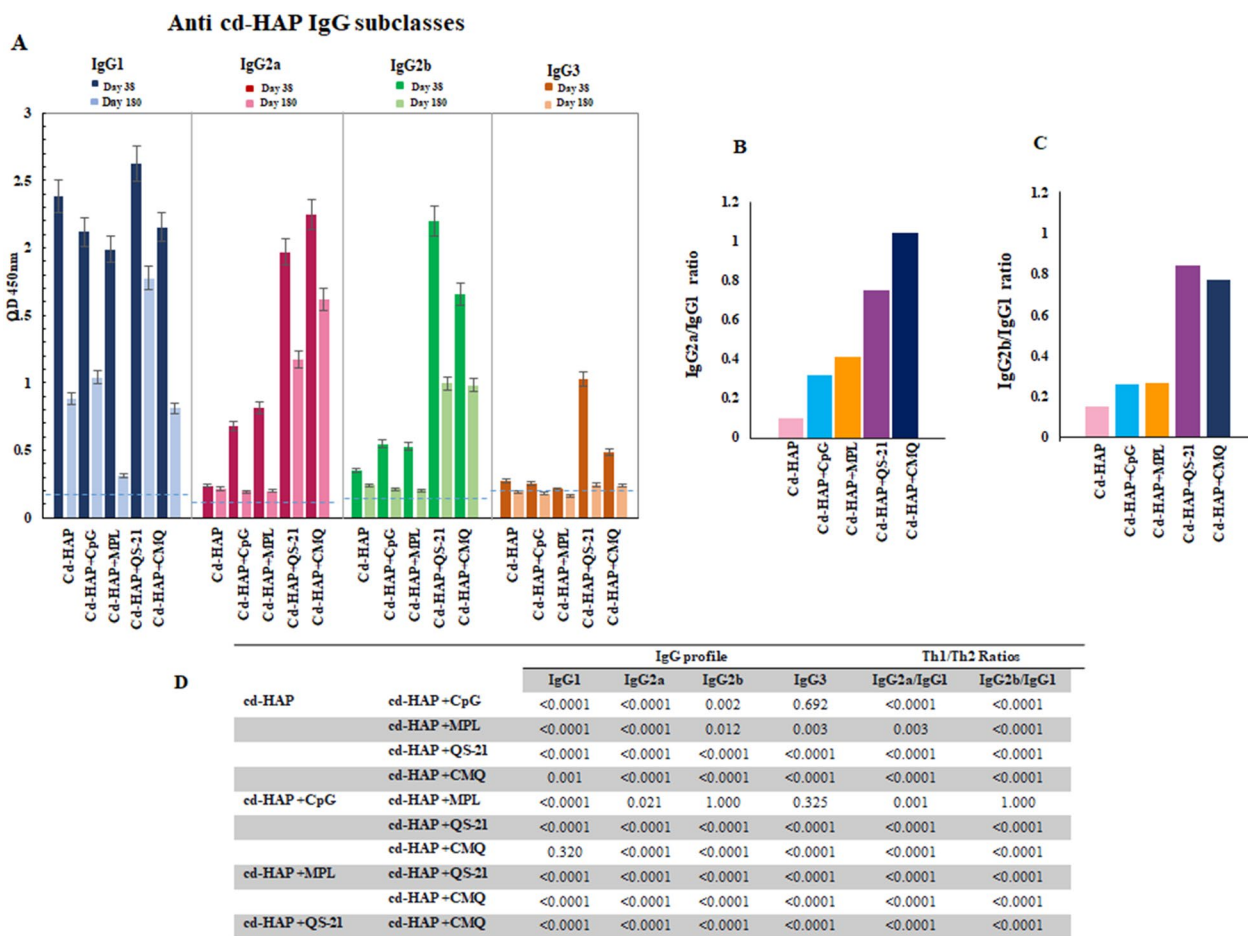 Anti cd-HAP IgG subclasses
A
IgG1
Day 38
Day 180
IgG2a
Day 38
Day 180
IgG2b
Day 38
Day 180
IgG3
Day 38
Day 180
OD 450nm
3
2.5
2
1.5
1
0.5
0
Cd-HAP
Cd-HAP+CpG
Cd-HAP+MPL
Cd-HAP+QS-21
Cd-HAP+CMQ
Cd-HAP
Cd-HAP+CpG
Cd-HAP+MPL
Cd-HAP+QS-21
Cd-HAP+CMQ
Cd-HAP
Cd-HAP+CpG
Cd-HAP+MPL
Cd-HAP+QS-21
Cd-HAP+CMQ
Cd-HAP
Cd-HAP+CpG
Cd-HAP+MPL
Cd-HAP+QS-21
Cd-HAP+CMQ
B
IgG2a/IgG1 ratio
1.2
1
0.8
0.6
0.4
0.2
0
Cd-HAP
Cd-HAP+CpG
Cd-HAP+MPL
Cd-HAP+QS-21
Cd-HAP+CMQ
C
IgG2b/IgG1 ratio
1.2
1
0.8
0.6
0.4
0.2
0
Cd-HAP
Cd-HAP+CpG
Cd-HAP+MPL
Cd-HAP+QS-21
Cd-HAP+CMQ
D
IgG profile Th1/Th2 Ratios
IgG1 IgG2a IgG2b IgG3 IgG2a/IgG1 IgG2b/IgG1
cd-HAP cd-HAP+CpG <0.0001 <0.0001 0.002 0.692 <0.0001 <0.0001
cd-HAP+MPL <0.0001 <0.0001 0.012 0.003 0.003 <0.0001
cd-HAP+QS-21 <0.0001 <0.0001 <0.0001 <0.0001 <0.0001 <0.0001
cd-HAP+CMQ 0.001 <0.0001 <0.0001 <0.0001 <0.0001 <0.0001
cd-HAP+CpG cd-HAP+MPL <0.0001 0.021 1.000 0.325 0.001 1.000
cd-HAP+QS-21 <0.0001 <0.0001 <0.0001 <0.0001 <0.0001 <0.0001
cd-HAP+CMQ 0.320 <0.0001 <0.0001 <0.0001 <0.0001 <0.0001
cd-HAP+MPL cd-HAP+QS-21 <0.0001 <0.0001 <0.0001 <0.0001 <0.0001 <0.0001
cd-HAP+CMQ <0.0001 <0.0001 <0.0001 <0.0001 <0.0001 <0.0001
cd-HAP+QS-21 cd-HAP+CMQ <0.0001 <0.0001 <0.0001 <0.0001 <0.0001 <0.0001